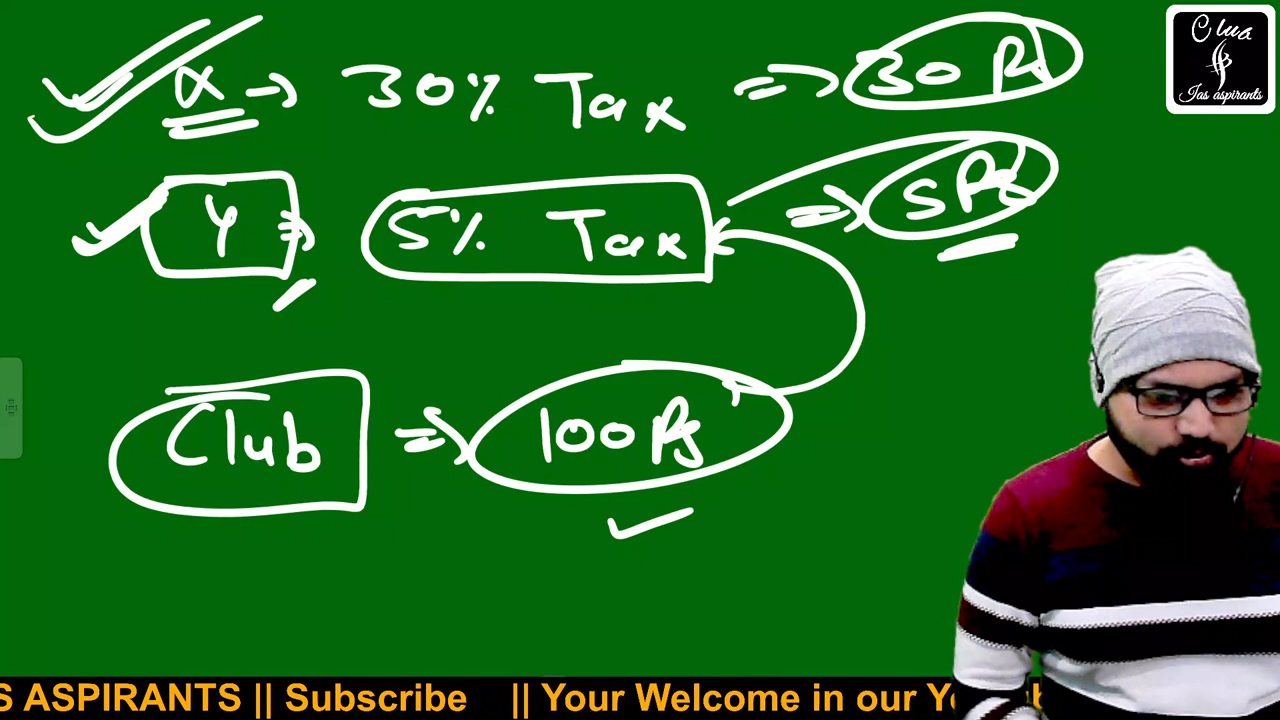 Club
Ias aspirants
x → 30% Tax ⇒ 30 Rs
Y ⇒ 5% Tax ⇒ 5 Rs
Club ⇒ 100 Rs
S ASPIRANTS || Subscribe || Your Welcome in our Y